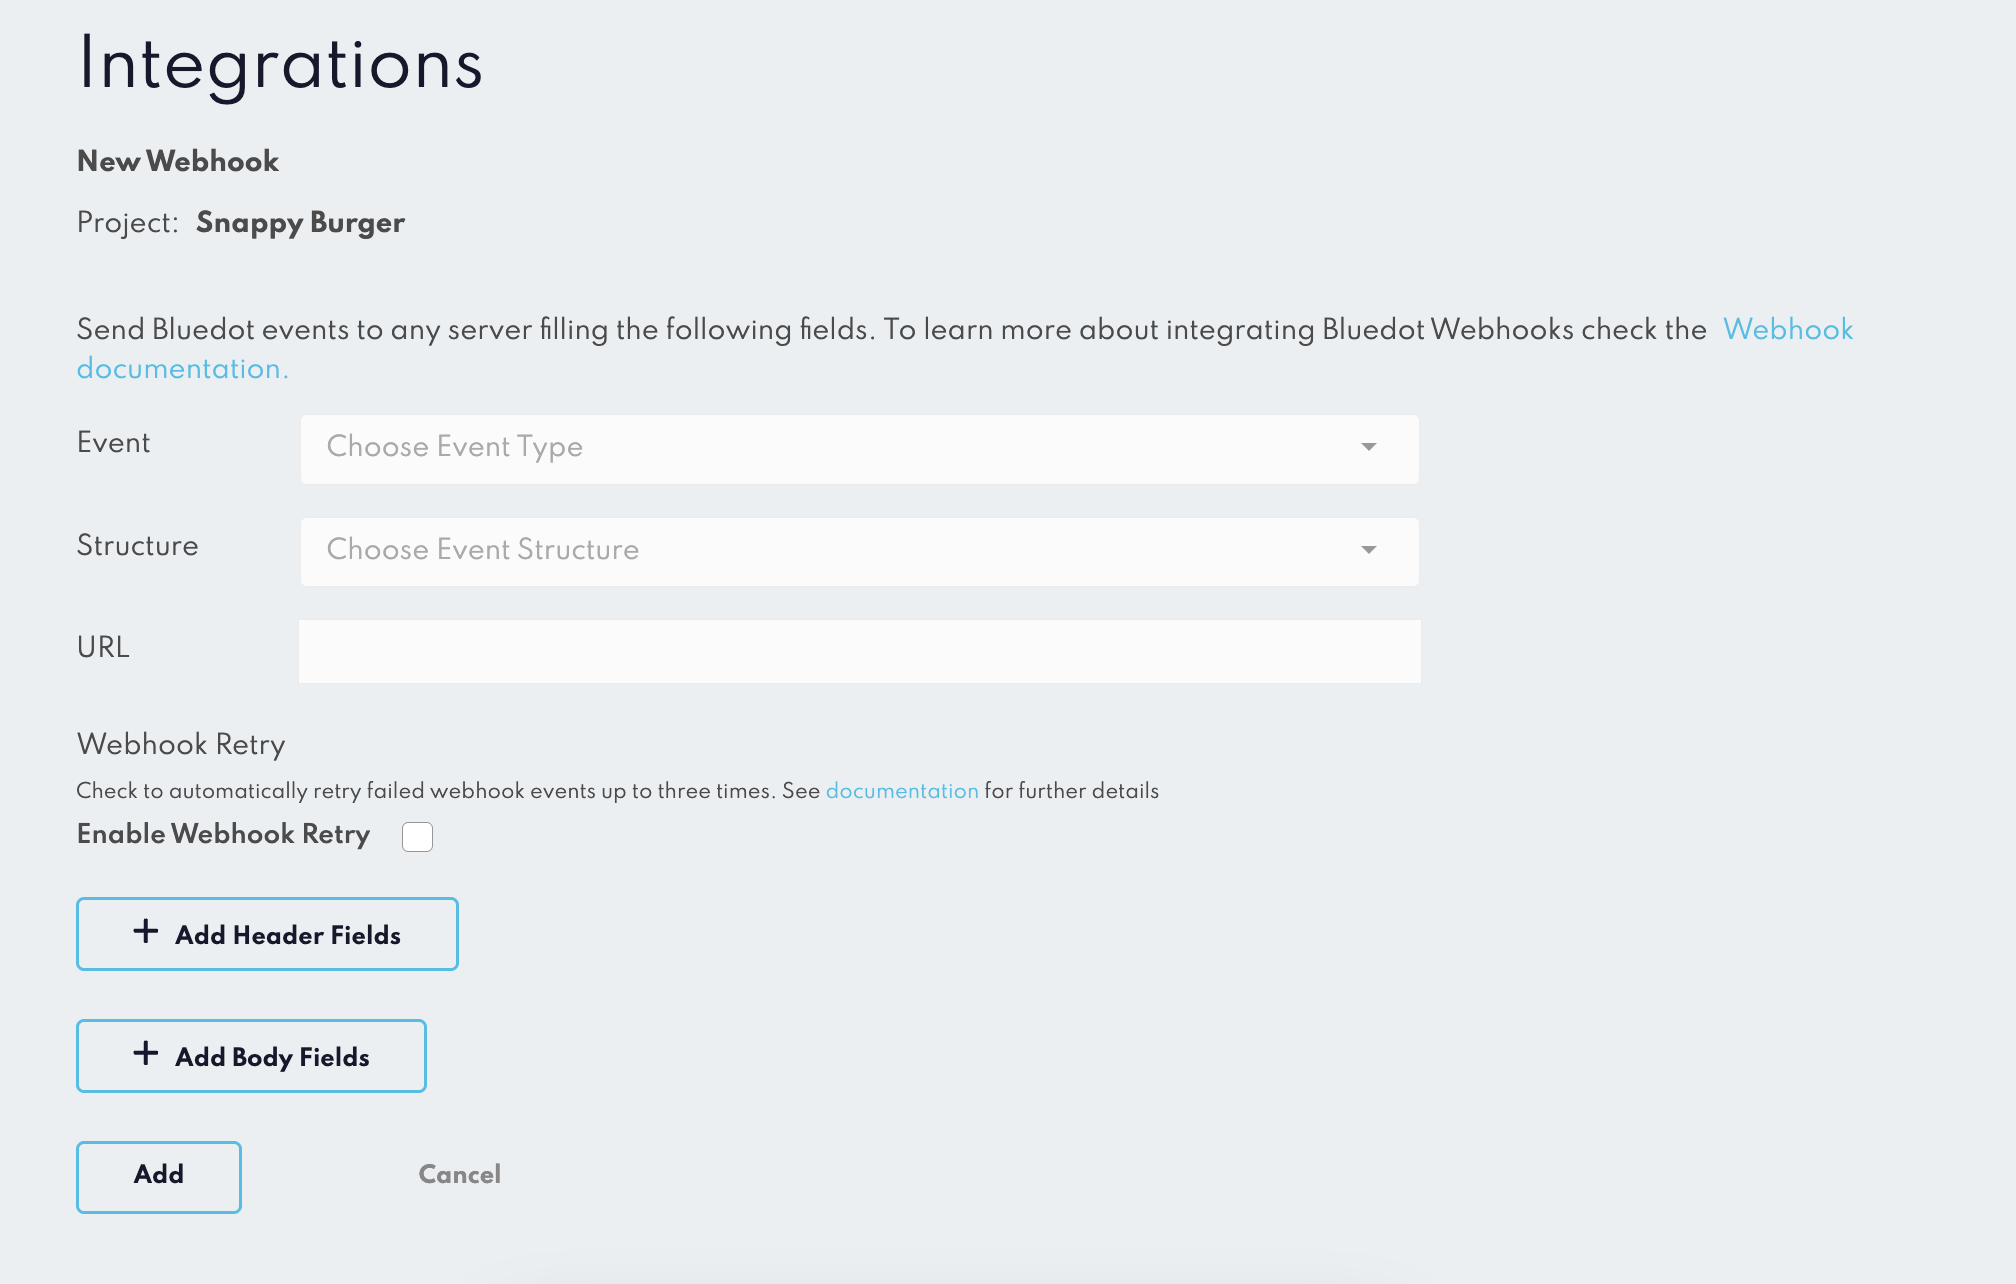 Integrations
New Webhook
Project: Snappy Burger
Send Bluedot events to any server filling the following fields. To learn more about integrating Bluedot Webhooks check the Webhook
documentation.
Event Choose Event Type
Structure Choose Event Structure
URL
Webhook Retry
Check to automatically retry failed webhook events up to three times. See documentation for further details
Enable Webhook Retry
+ Add Header Fields
+ Add Body Fields
Add Cancel